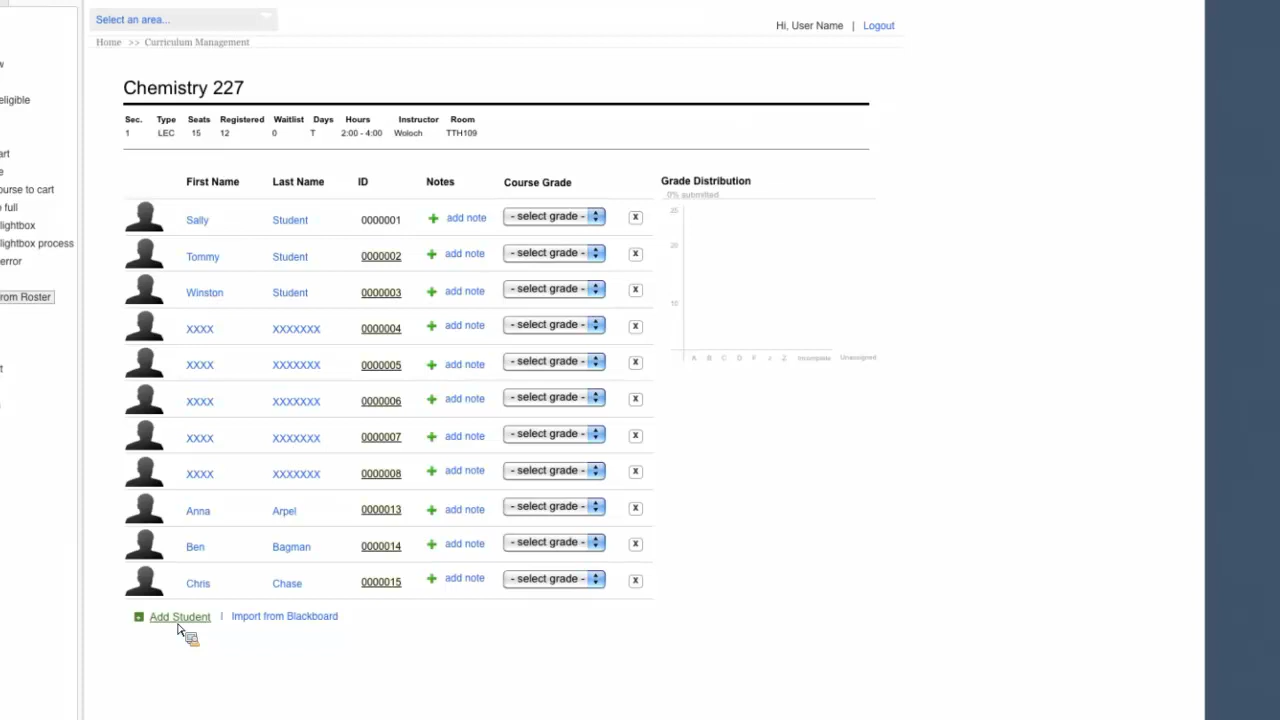 Select an area...
Hi, User Name | Logout
Home >> Curriculum Management
eligible
art
ourse to cart
full
lightbox
lightbox process
error
rom Roster
Chemistry 227
Sec. Type Seats Registered Waitlist Days Hours Instructor Room
1 LEC 15 12 0 T 2:00 - 4:00 Woloch TTH109
First Name Last Name ID Notes Course Grade
Sally Student 0000001 add note - select grade - x
Tommy Student 0000002 add note - select grade - x
Winston Student 0000003 add note - select grade - x
XXXX XXXXXXX 0000004 add note - select grade - x
XXXX XXXXXXX 0000005 add note - select grade - x
XXXX XXXXXXX 0000006 add note - select grade - x
XXXX XXXXXXX 0000007 add note - select grade - x
XXXX XXXXXXX 0000008 add note - select grade - x
Anna Arpel 0000013 add note - select grade - x
Ben Bagman 0000014 add note - select grade - x
Chris Chase 0000015 add note - select grade - x
Add Student | Import from Blackboard
Grade Distribution
0% submitted
25
20
10
A B C D F J Z Incomplete Unassigned